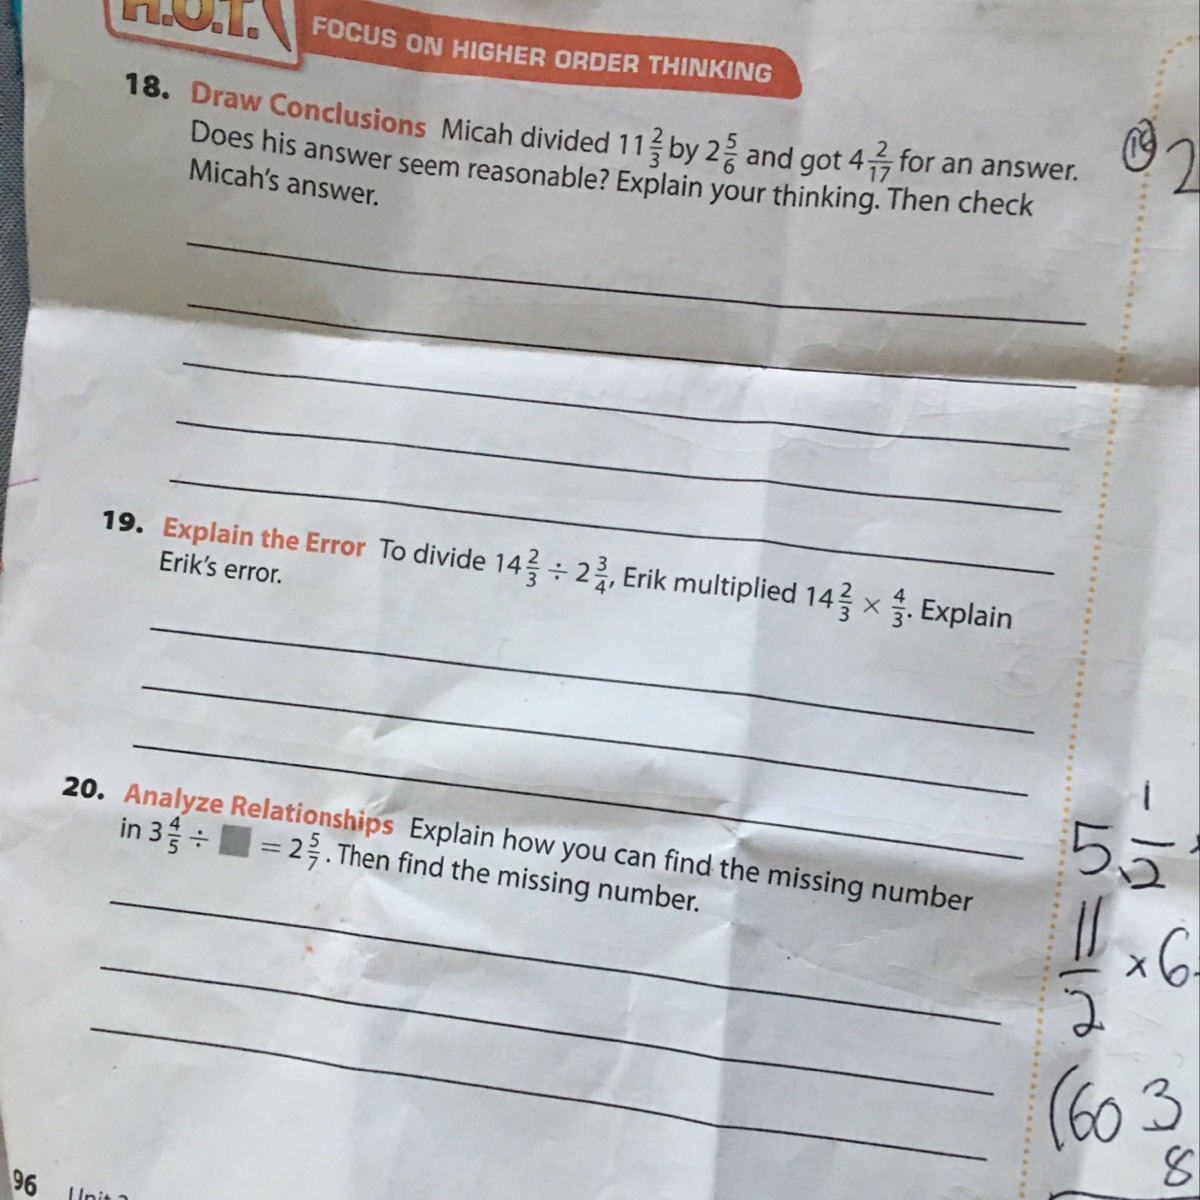 H.O.T.
FOCUS ON HIGHER ORDER THINKING
18. Draw Conclusions Micah divided 11 2/3 by 2 5/6 and got 4 2/17 for an answer.
Does his answer seem reasonable? Explain your thinking. Then check
Micah's answer.
19. Explain the Error To divide 14 2/3 ÷ 2 3/4, Erik multiplied 14 2/3 × 4/3. Explain
Erik's error.
20. Analyze Relationships Explain how you can find the missing number
in 3 4/5 ÷ ■ = 2 5/7. Then find the missing number.
2
5 1/2
11/2 × 6
(60 3
8
96